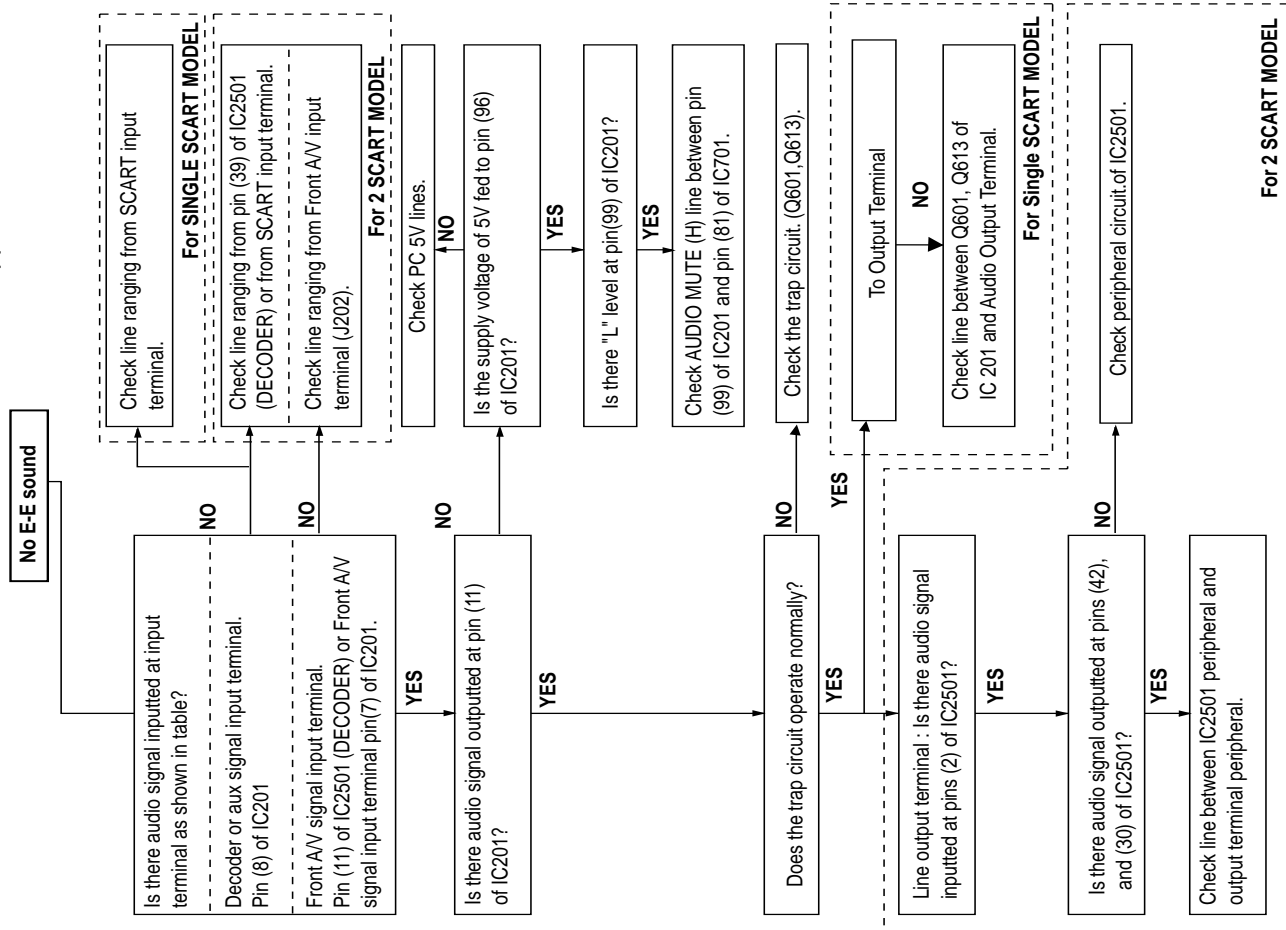 No E-E sound
Is there audio signal inputted at input
terminal as shown in table?
Decoder or aux signal input terminal.
Pin (8) of IC201
Front A/V signal input terminal.
Pin (11) of IC2501 (DECODER) or Front A/V
signal input terminal pin(7) of IC201.
NO
NO
Check line ranging from SCART input
terminal.
For SINGLE SCART MODEL
Check line ranging from pin (39) of IC2501
(DECODER) or from SCART input terminal.
Check line ranging from Front A/V input
terminal (J202).
For 2 SCART MODEL
YES
Is there audio signal outputted at pin (11)
of IC201?
NO
Check PC 5V lines.
NO
Is the supply voltage of 5V fed to pin (96)
of IC201?
YES
Is there "L" level at pin(99) of IC201?
YES
Check AUDIO MUTE (H) line between pin
(99) of IC201 and pin (81) of IC701.
YES
Does the trap circuit operate normally?
NO
Check the trap circuit. (Q601,Q613).
YES
YES
To Output Terminal
NO
Check line between Q601, Q613 of
IC 201 and Audio Output Terminal.
For Single SCART MODEL
Line output terminal : Is there audio signal
inputted at pins (2) of IC2501?
YES
Is there audio signal outputted at pins (42),
and (30) of IC2501?
NO
Check peripheral circuit.of IC2501.
YES
Check line between IC2501 peripheral and
output terminal peripheral.
For 2 SCART MODEL